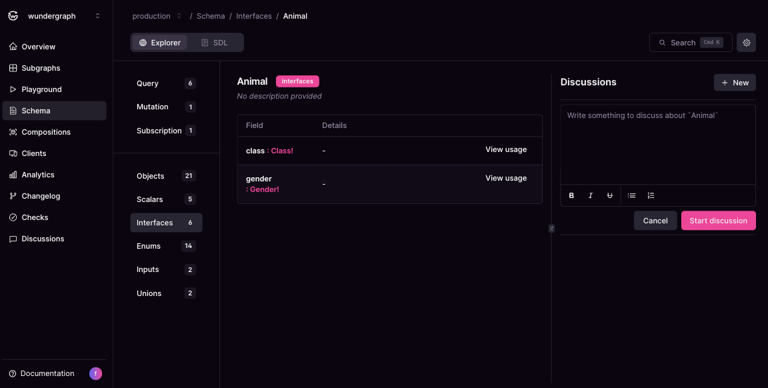 wundergraph
production / Schema / Interfaces / Animal
Overview
Subgraphs
Playground
Schema
Compositions
Clients
Analytics
Changelog
Checks
Discussions
Documentation
f
Explorer SDL
Search Ctrl K
Query 6
Mutation 1
Subscription 1
Objects 21
Scalars 5
Interfaces 6
Enums 14
Inputs 2
Unions 2
Animal interfaces
No description provided
Field Details
class : Class! - View usage
gender - View usage
: Gender!
Discussions New
Write something to discuss about `Animal`
B I U
Cancel Start discussion